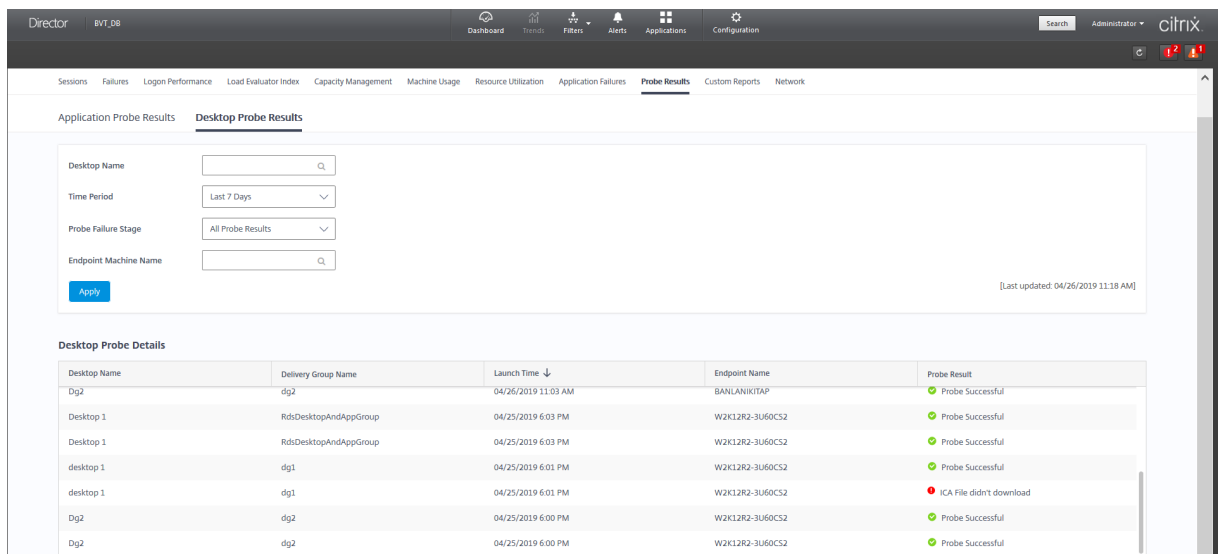 Director BVT_DB Dashboard Trends Filters Alerts Applications Configuration Search Administrator citrix
2 1
Sessions Failures Logon Performance Load Evaluator Index Capacity Management Machine Usage Resource Utilization Application Failures Probe Results Custom Reports Network
Application Probe Results Desktop Probe Results
Desktop Name
Time Period Last 7 Days
Probe Failure Stage All Probe Results
Endpoint Machine Name
Apply [Last updated: 04/26/2019 11:18 AM]
Desktop Probe Details
Desktop Name Delivery Group Name Launch Time Endpoint Name Probe Result
Dg2 dg2 04/26/2019 11:03 AM BANLANIKITAP Probe Successful
Desktop 1 RdsDesktopAndAppGroup 04/25/2019 6:03 PM W2K12R2-3U60CS2 Probe Successful
Desktop 1 RdsDesktopAndAppGroup 04/25/2019 6:03 PM W2K12R2-3U60CS2 Probe Successful
desktop 1 dg1 04/25/2019 6:01 PM W2K12R2-3U60CS2 Probe Successful
desktop 1 dg1 04/25/2019 6:01 PM W2K12R2-3U60CS2 ICA File didn't download
Dg2 dg2 04/25/2019 6:00 PM W2K12R2-3U60CS2 Probe Successful
Dg2 dg2 04/25/2019 6:00 PM W2K12R2-3U60CS2 Probe Successful